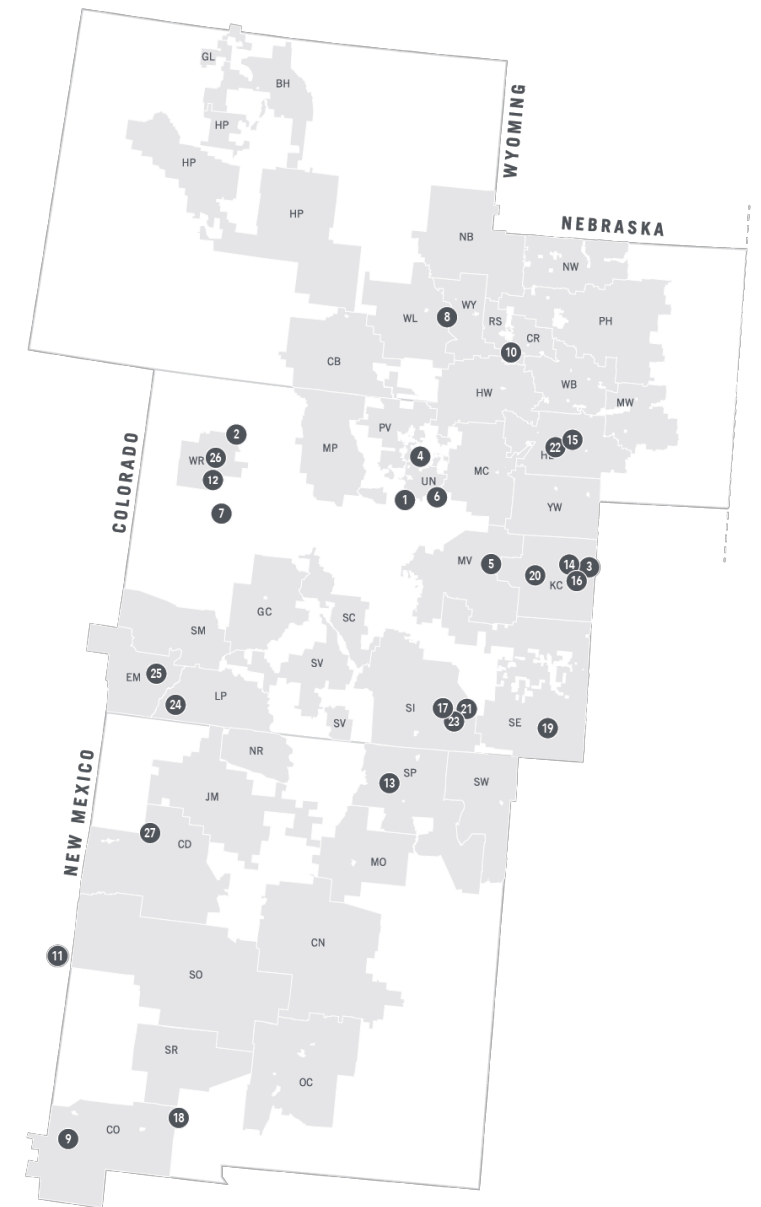 GL
BH
WYOMING
HP
HP
HP
NEBRASKA
NB
NW
WY
WL
8
RS
PH
CR
10
CB
WB
HW
MW
PV
2
15
MP
22
HL
4
WR
26
MC
12
UN
1
6
COLORADO
YW
7
MV
5
14
3
20
16
KC
GC
SC
SM
SV
25
EM
LP
24
SI
17
21
23
SV
SE
19
NR
SP
13
SW
JM
NEW MEXICO
27
CD
MO
CN
11
SO
SR
OC
18
CO
9